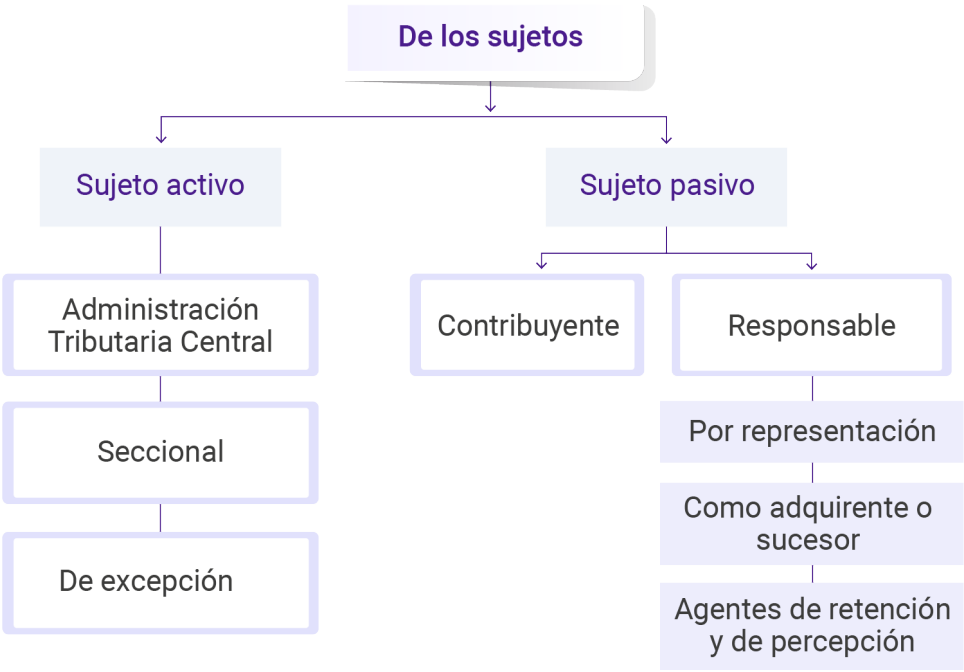 De los sujetos
Sujeto activo
Sujeto pasivo
Administración
Tributaria Central
Contribuyente
Responsable
Seccional
Por representación
De excepción
Como adquirente o
sucesor
Agentes de retención
y de percepción